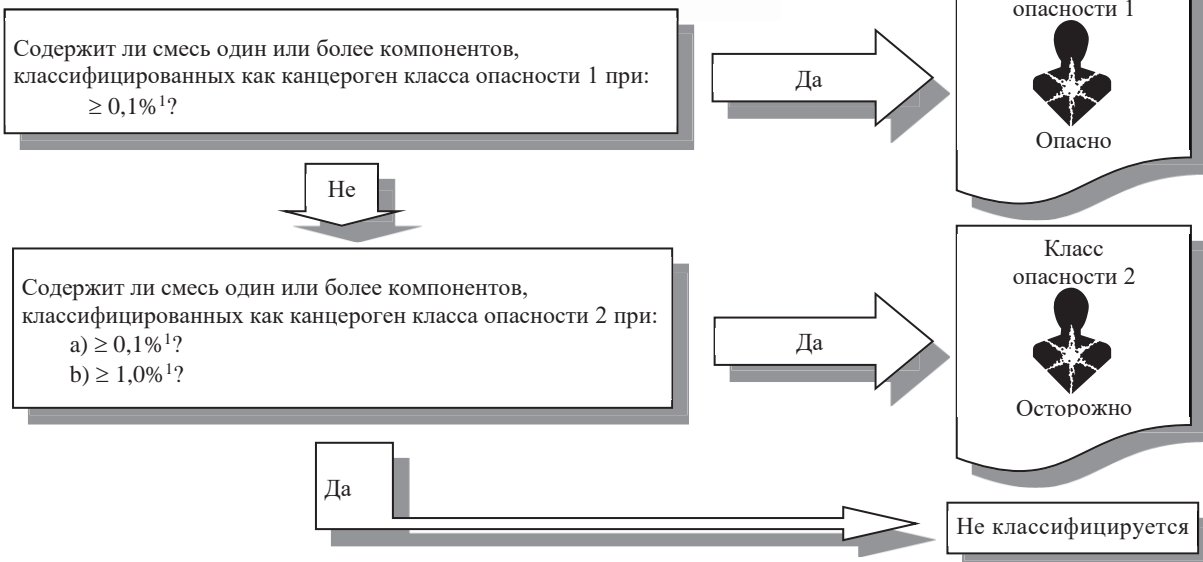 опасности 1
Содержит ли смесь один или более компонентов,
классифицированных как канцероген класса опасности 1 при:
≥ 0,1%¹?
Да
Опасно
Не
Класс
опасности 2
Содержит ли смесь один или более компонентов,
классифицированных как канцероген класса опасности 2 при:
a) ≥ 0,1%¹?
b) ≥ 1,0%¹?
Да
Осторожно
Да
Не классифицируется